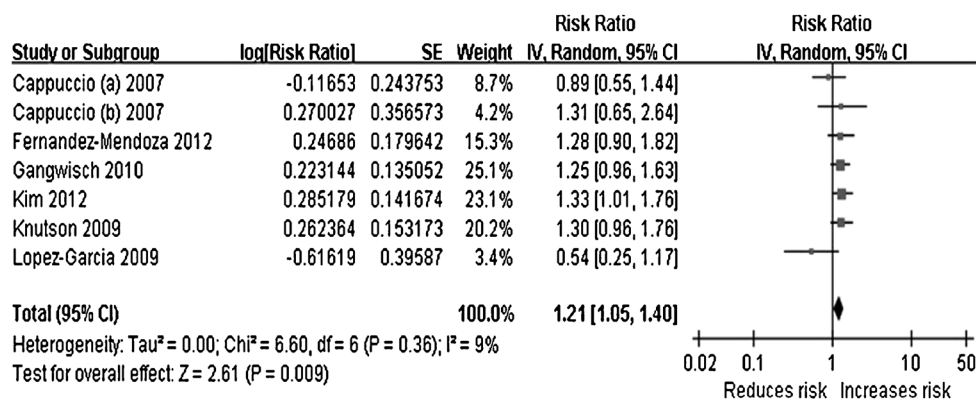 Risk Ratio Risk Ratio
Study or Subgroup log[Risk Ratio] SE Weight IV, Random, 95% CI IV, Random, 95% CI
Cappuccio (a) 2007 -0.11653 0.243753 8.7% 0.89 [0.55, 1.44]
Cappuccio (b) 2007 0.270027 0.356573 4.2% 1.31 [0.65, 2.64]
Fernandez-Mendoza 2012 0.24686 0.179642 15.3% 1.28 [0.90, 1.82]
Gangwisch 2010 0.223144 0.135052 25.1% 1.25 [0.96, 1.63]
Kim 2012 0.285179 0.141674 23.1% 1.33 [1.01, 1.76]
Knutson 2009 0.262364 0.153173 20.2% 1.30 [0.96, 1.76]
Lopez-Garcia 2009 -0.61619 0.39587 3.4% 0.54 [0.25, 1.17]
Total (95% CI) 100.0% 1.21 [1.05, 1.40]
Heterogeneity: Tau² = 0.00; Chi² = 6.60, df = 6 (P = 0.36); I² = 9%
Test for overall effect: Z = 2.61 (P = 0.009)
0.02 0.1 1 10 50
Reduces risk Increases risk